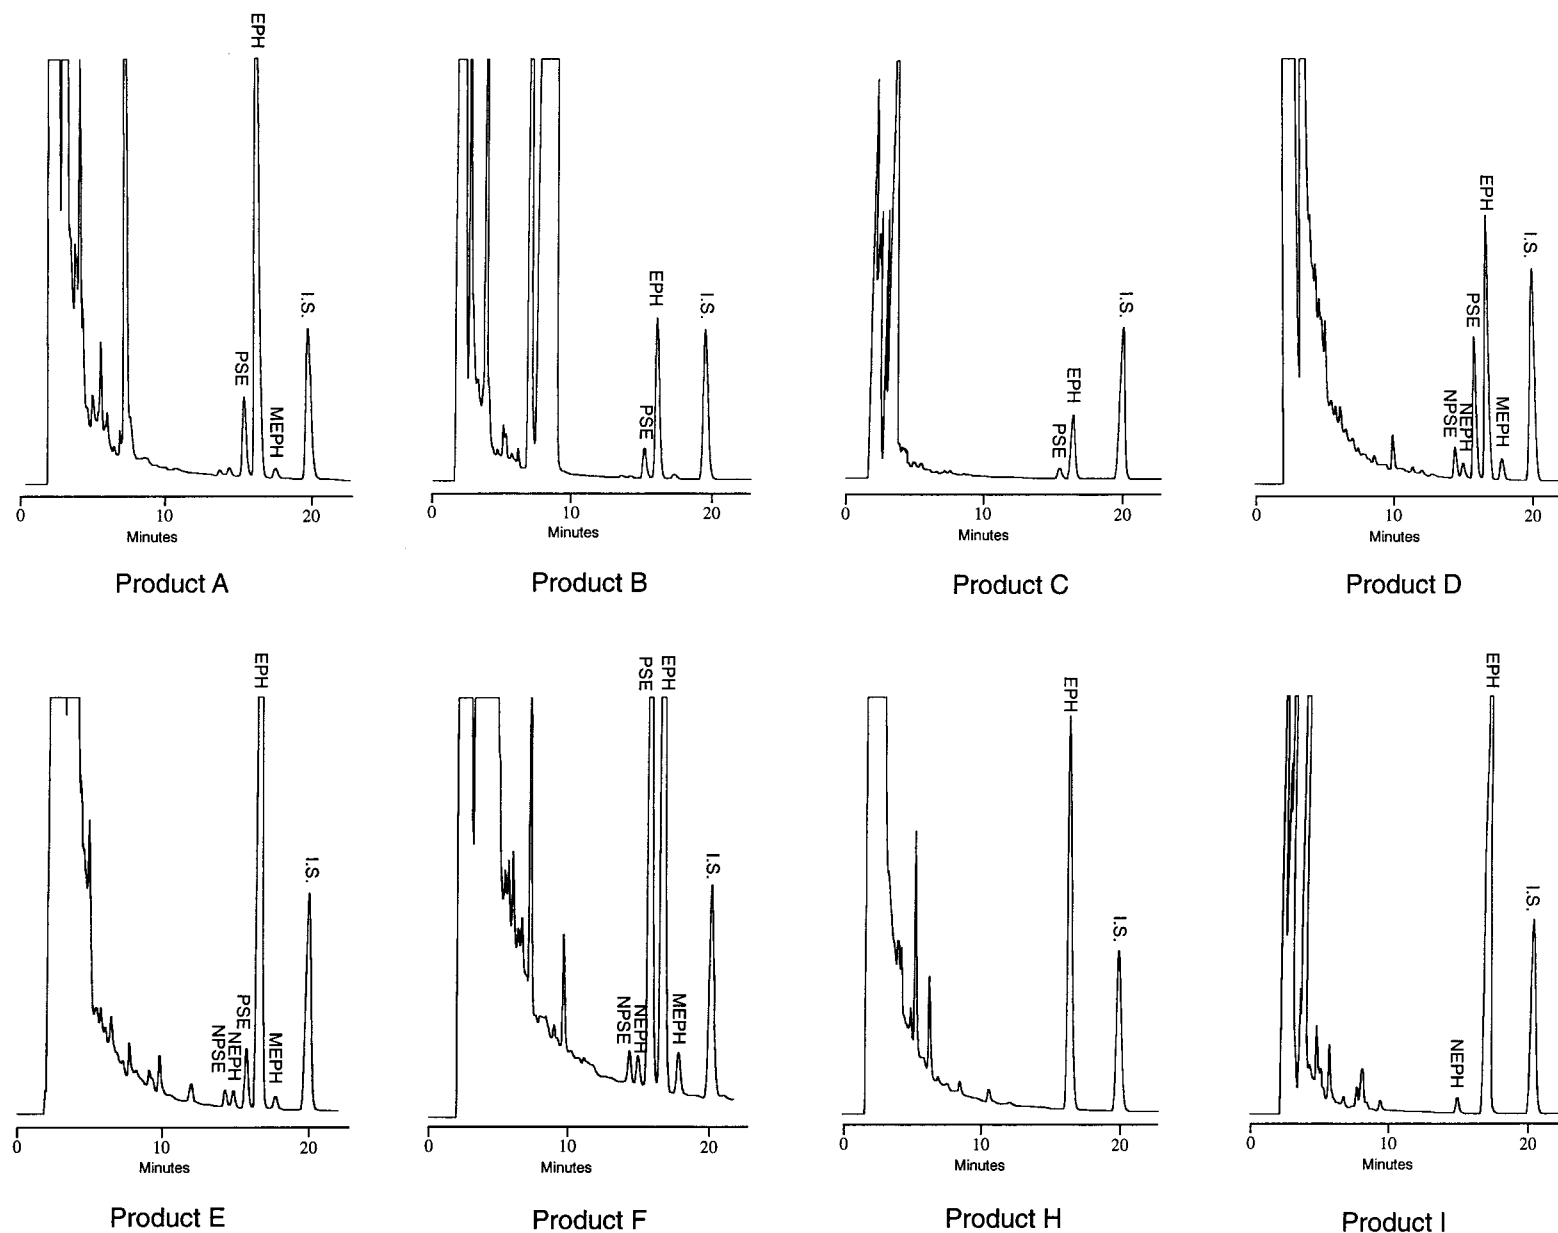 EPH
PSE
MEPH
I.S.
0 10 20
Minutes
Product A
PSE
EPH
I.S.
0 10 20
Minutes
Product B
PSE
EPH
I.S.
0 10 20
Minutes
Product C
NPSE
NEPH
PSE
EPH
MEPH
I.S.
0 10 20
Minutes
Product D
NPSE
NEPH
PSE
EPH
MEPH
I.S.
0 10 20
Minutes
Product E
NPSE
NEPH
PSE
EPH
MEPH
I.S.
0 10 20
Minutes
Product F
EPH
I.S.
0 10 20
Minutes
Product H
NEPH
EPH
I.S.
0 10 20
Minutes
Product I